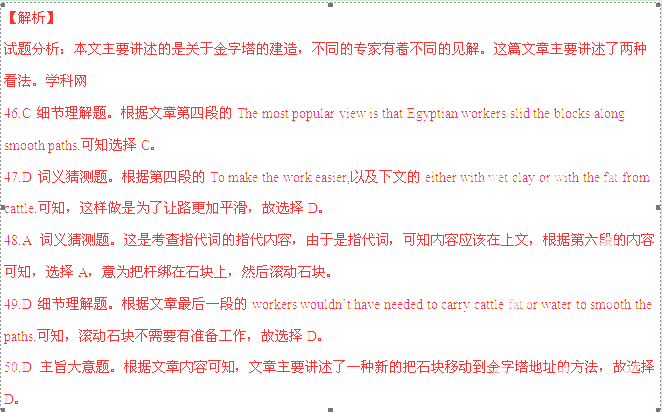 【解析】
试题分析：本文主要讲述的是关于金字塔的建造，不同的专家有着不同的见解。这篇文章主要讲述了两种
看法。学科网
46.C 细节理解题。根据文章第四段的 The most popular view is that Egyptian workers slid the blocks along
smooth paths.可知选择 C。
47.D 词义猜测题。根据第四段的 To make the work easier,以及下文的 either with wet clay or with the fat from
cattle.可知，这样做是为了让路更加平滑，故选择 D。
48.A 词义猜测题。这是考查指代词的指代内容，由于是指代词，可知内容应该在上文，根据第六段的内容
可知，选择 A，意为把杆绑在石块上，然后滚动石块。
49.D 细节理解题。根据文章最后一段的 workers wouldn't have needed to carry cattle fat or water to smooth the
paths.可知，滚动石块不需要有准备工作，故选择 D。
50.D 主旨大意题。根据文章内容可知，文章主要讲述了一种新的把石块移动到金字塔地址的方法，故选择
D。